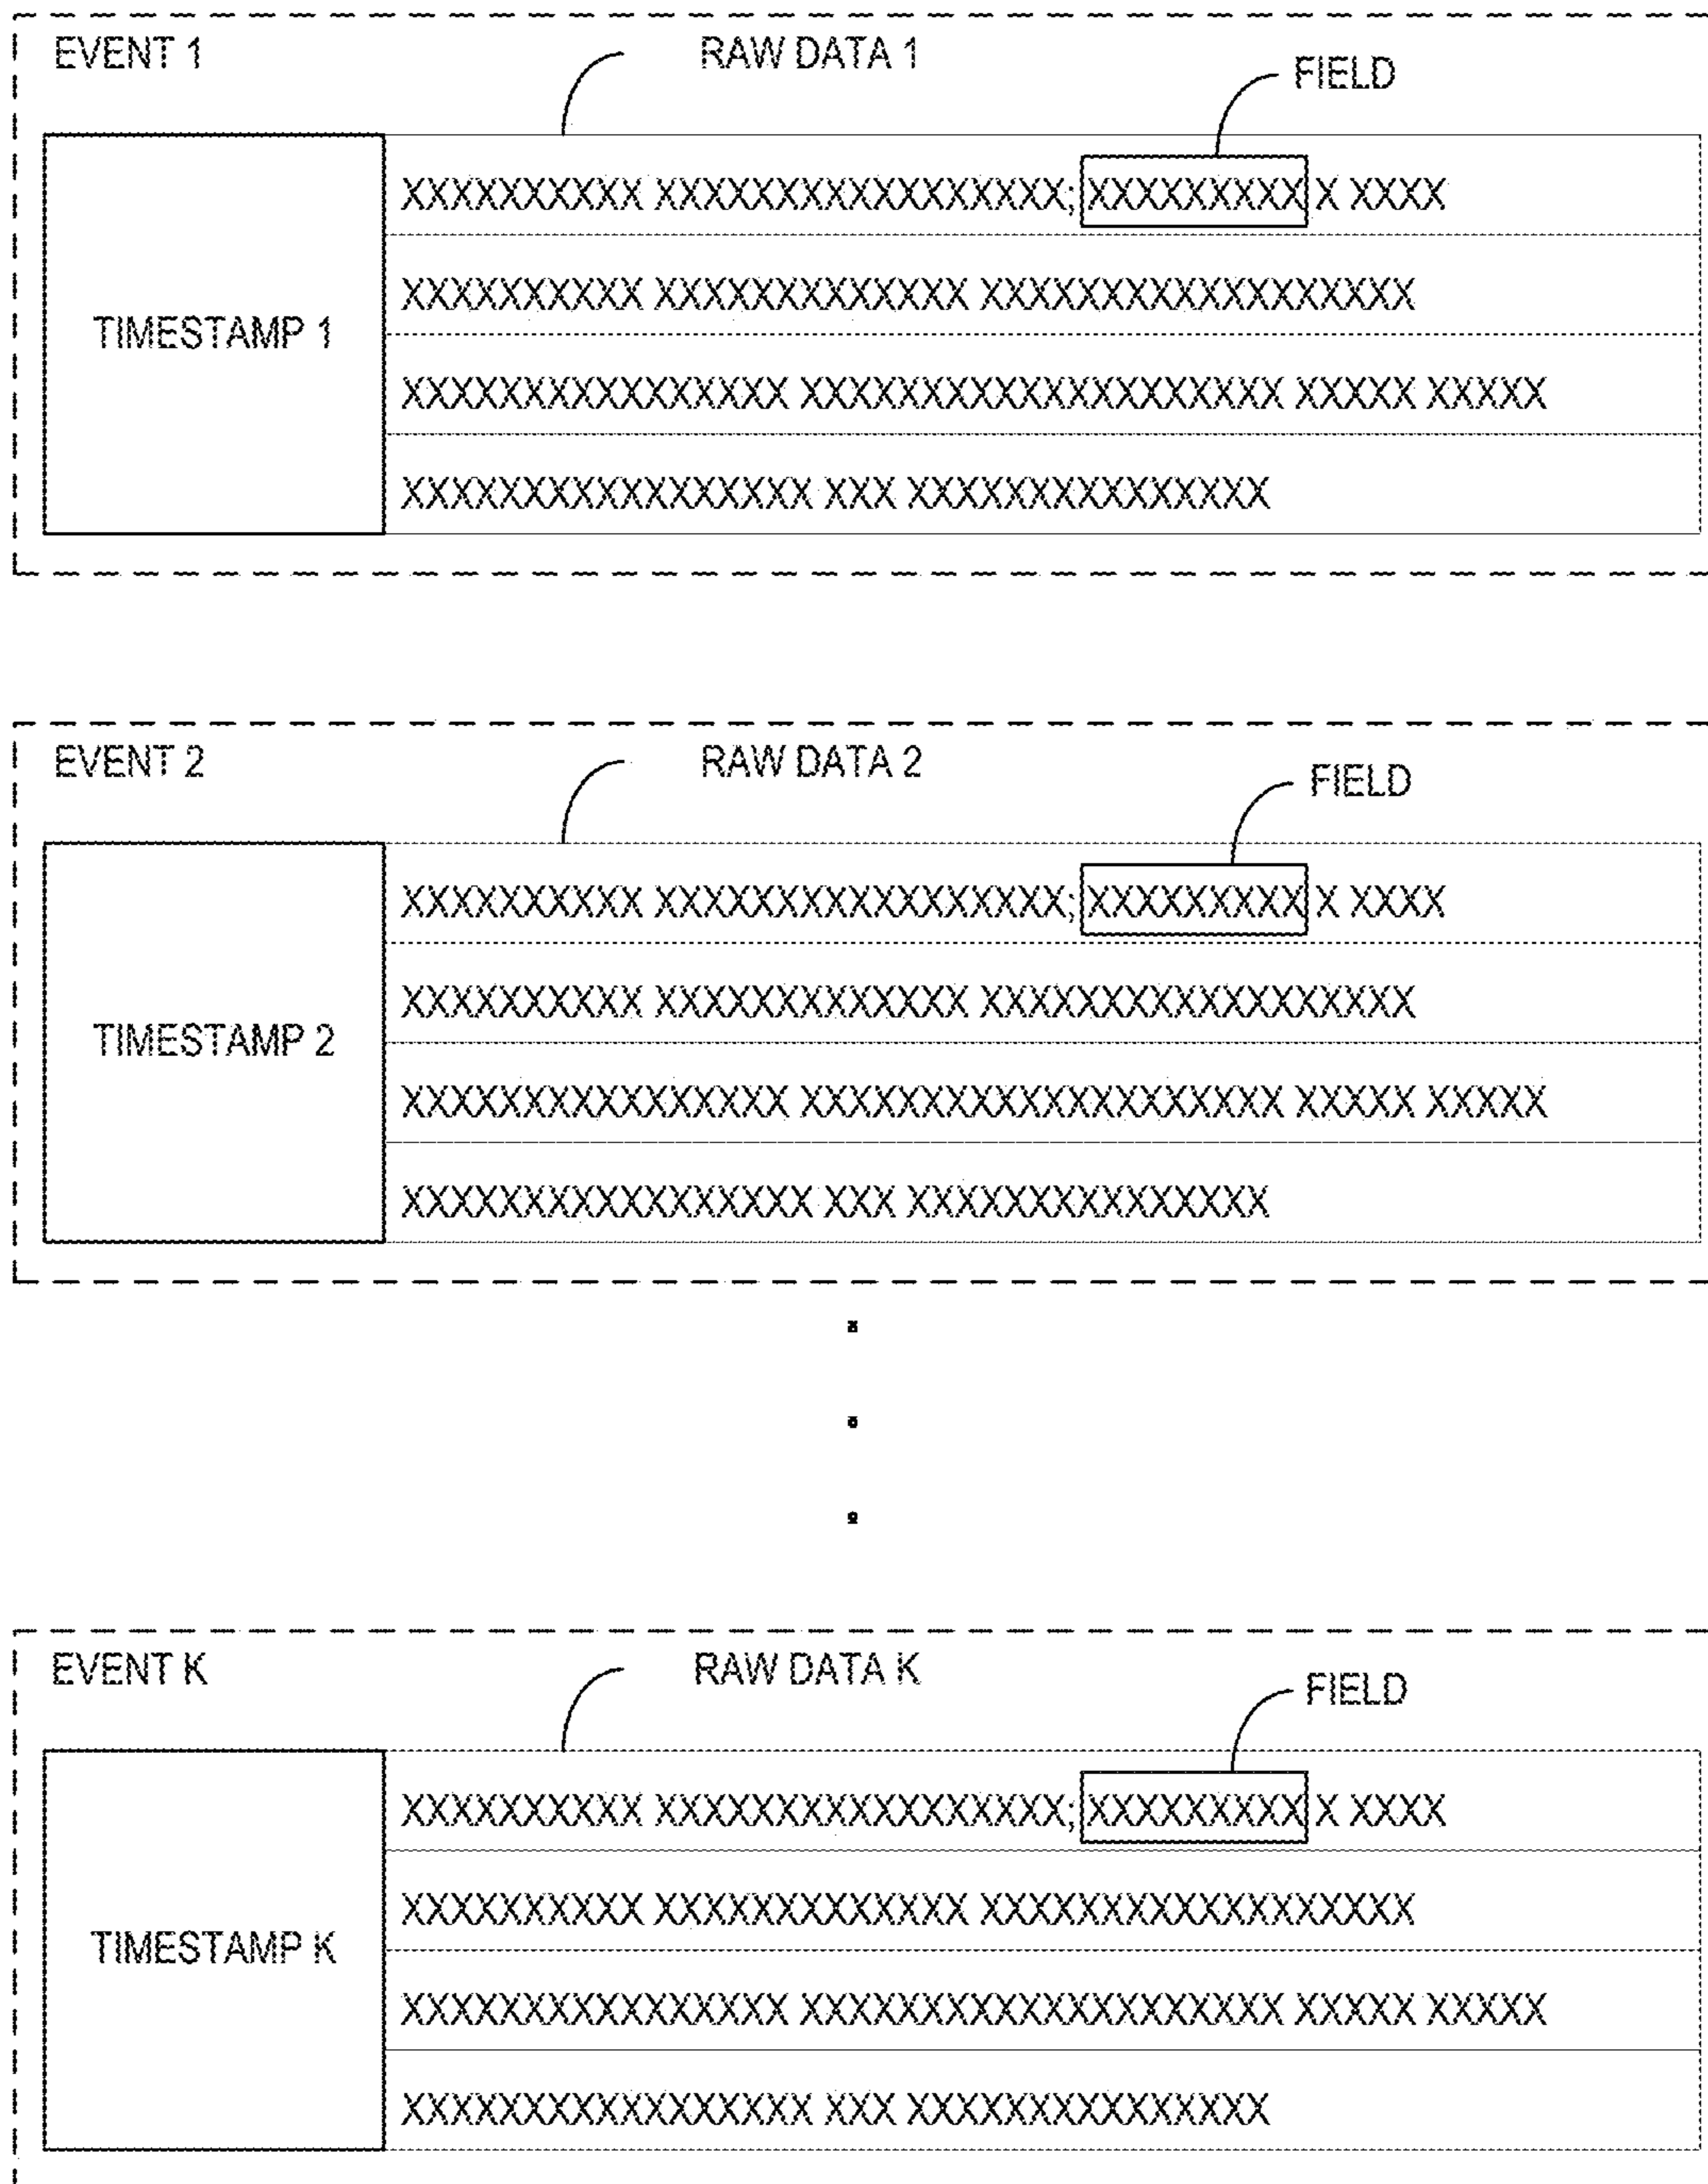 EVENT 1
RAW DATA 1
FIELD
TIMESTAMP 1
XXXXXXXXXX XXXXXXXXXXXXXXXXX; XXXXXXXXX X XXXX
XXXXXXXXXX XXXXXXXXXXXXX XXXXXXXXXXXXXXXXXX
XXXXXXXXXXXXXXXX XXXXXXXXXXXXXXXXXXXX XXXXX XXXXX
XXXXXXXXXXXXXXXXX XXX XXXXXXXXXXXXXXX
EVENT 2
RAW DATA 2
FIELD
TIMESTAMP 2
XXXXXXXXXX XXXXXXXXXXXXXXXXX; XXXXXXXXX X XXXX
XXXXXXXXXX XXXXXXXXXXXXX XXXXXXXXXXXXXXXXXX
XXXXXXXXXXXXXXXX XXXXXXXXXXXXXXXXXXXX XXXXX XXXXX
XXXXXXXXXXXXXXXXX XXX XXXXXXXXXXXXXXX
EVENT K
RAW DATA K
FIELD
TIMESTAMP K
XXXXXXXXXX XXXXXXXXXXXXXXXXX; XXXXXXXXX X XXXX
XXXXXXXXXX XXXXXXXXXXXXX XXXXXXXXXXXXXXXXXX
XXXXXXXXXXXXXXXX XXXXXXXXXXXXXXXXXXXX XXXXX XXXXX
XXXXXXXXXXXXXXXXX XXX XXXXXXXXXXXXXXX